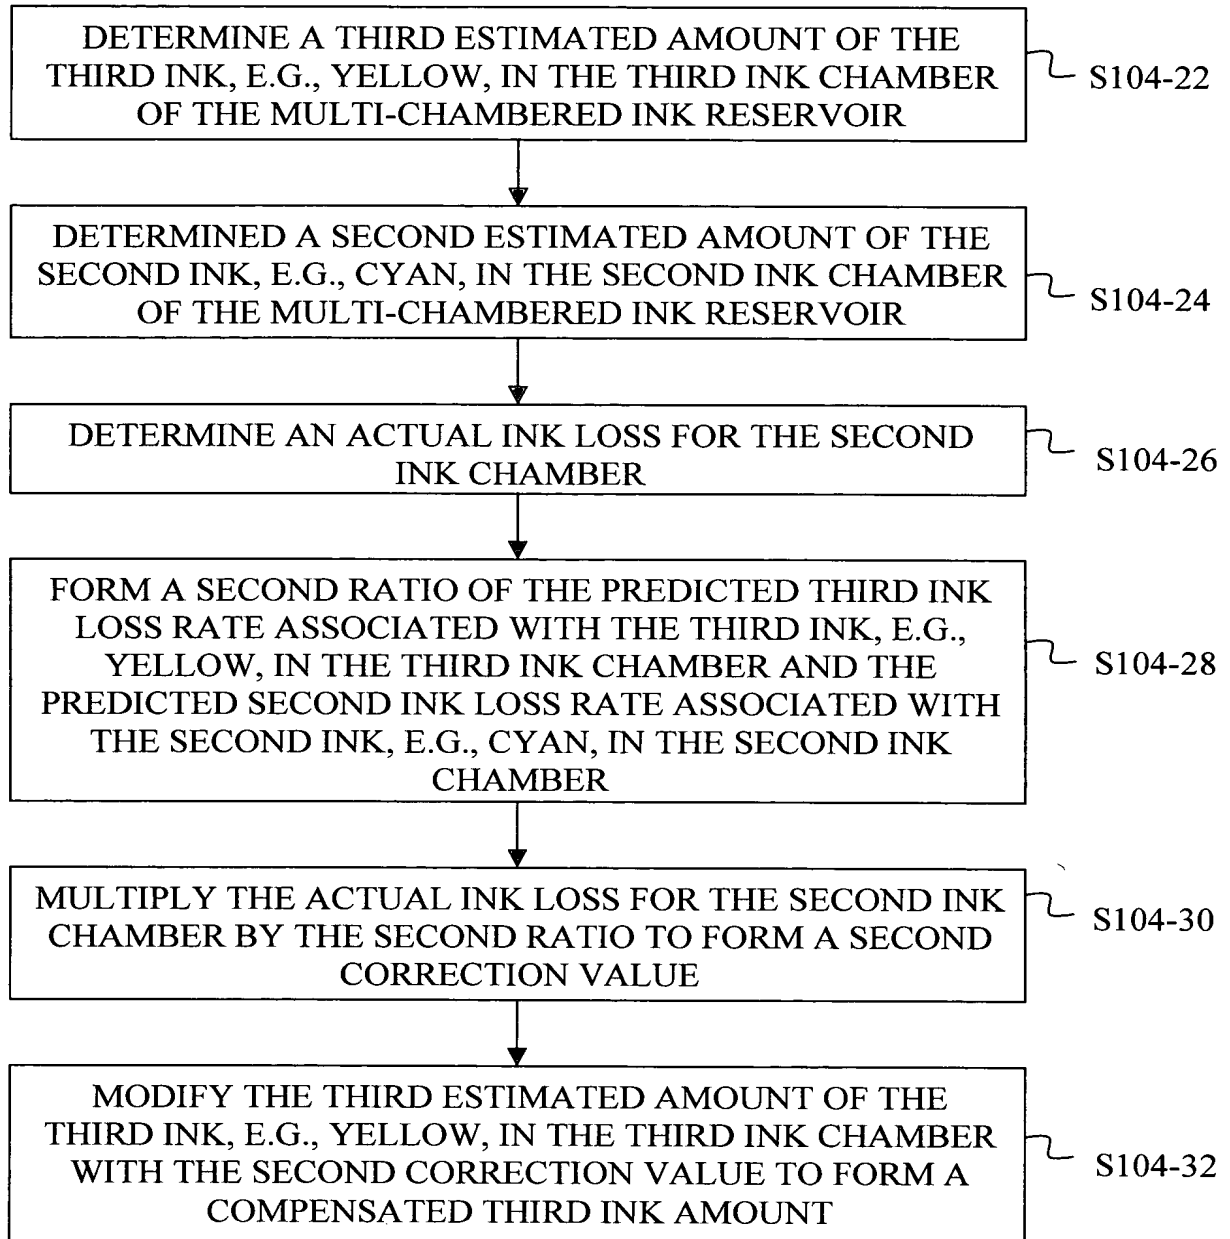 DETERMINE A THIRD ESTIMATED AMOUNT OF THE
THIRD INK, E.G., YELLOW, IN THE THIRD INK CHAMBER
OF THE MULTI-CHAMBERED INK RESERVOIR
S104-22
DETERMINED A SECOND ESTIMATED AMOUNT OF THE
SECOND INK, E.G., CYAN, IN THE SECOND INK CHAMBER
OF THE MULTI-CHAMBERED INK RESERVOIR
S104-24
DETERMINE AN ACTUAL INK LOSS FOR THE SECOND
INK CHAMBER
S104-26
FORM A SECOND RATIO OF THE PREDICTED THIRD INK
LOSS RATE ASSOCIATED WITH THE THIRD INK, E.G.,
YELLOW, IN THE THIRD INK CHAMBER AND THE
PREDICTED SECOND INK LOSS RATE ASSOCIATED WITH
THE SECOND INK, E.G., CYAN, IN THE SECOND INK
CHAMBER
S104-28
MULTIPLY THE ACTUAL INK LOSS FOR THE SECOND INK
CHAMBER BY THE SECOND RATIO TO FORM A SECOND
CORRECTION VALUE
S104-30
MODIFY THE THIRD ESTIMATED AMOUNT OF THE
THIRD INK, E.G., YELLOW, IN THE THIRD INK CHAMBER
WITH THE SECOND CORRECTION VALUE TO FORM A
COMPENSATED THIRD INK AMOUNT
S104-32